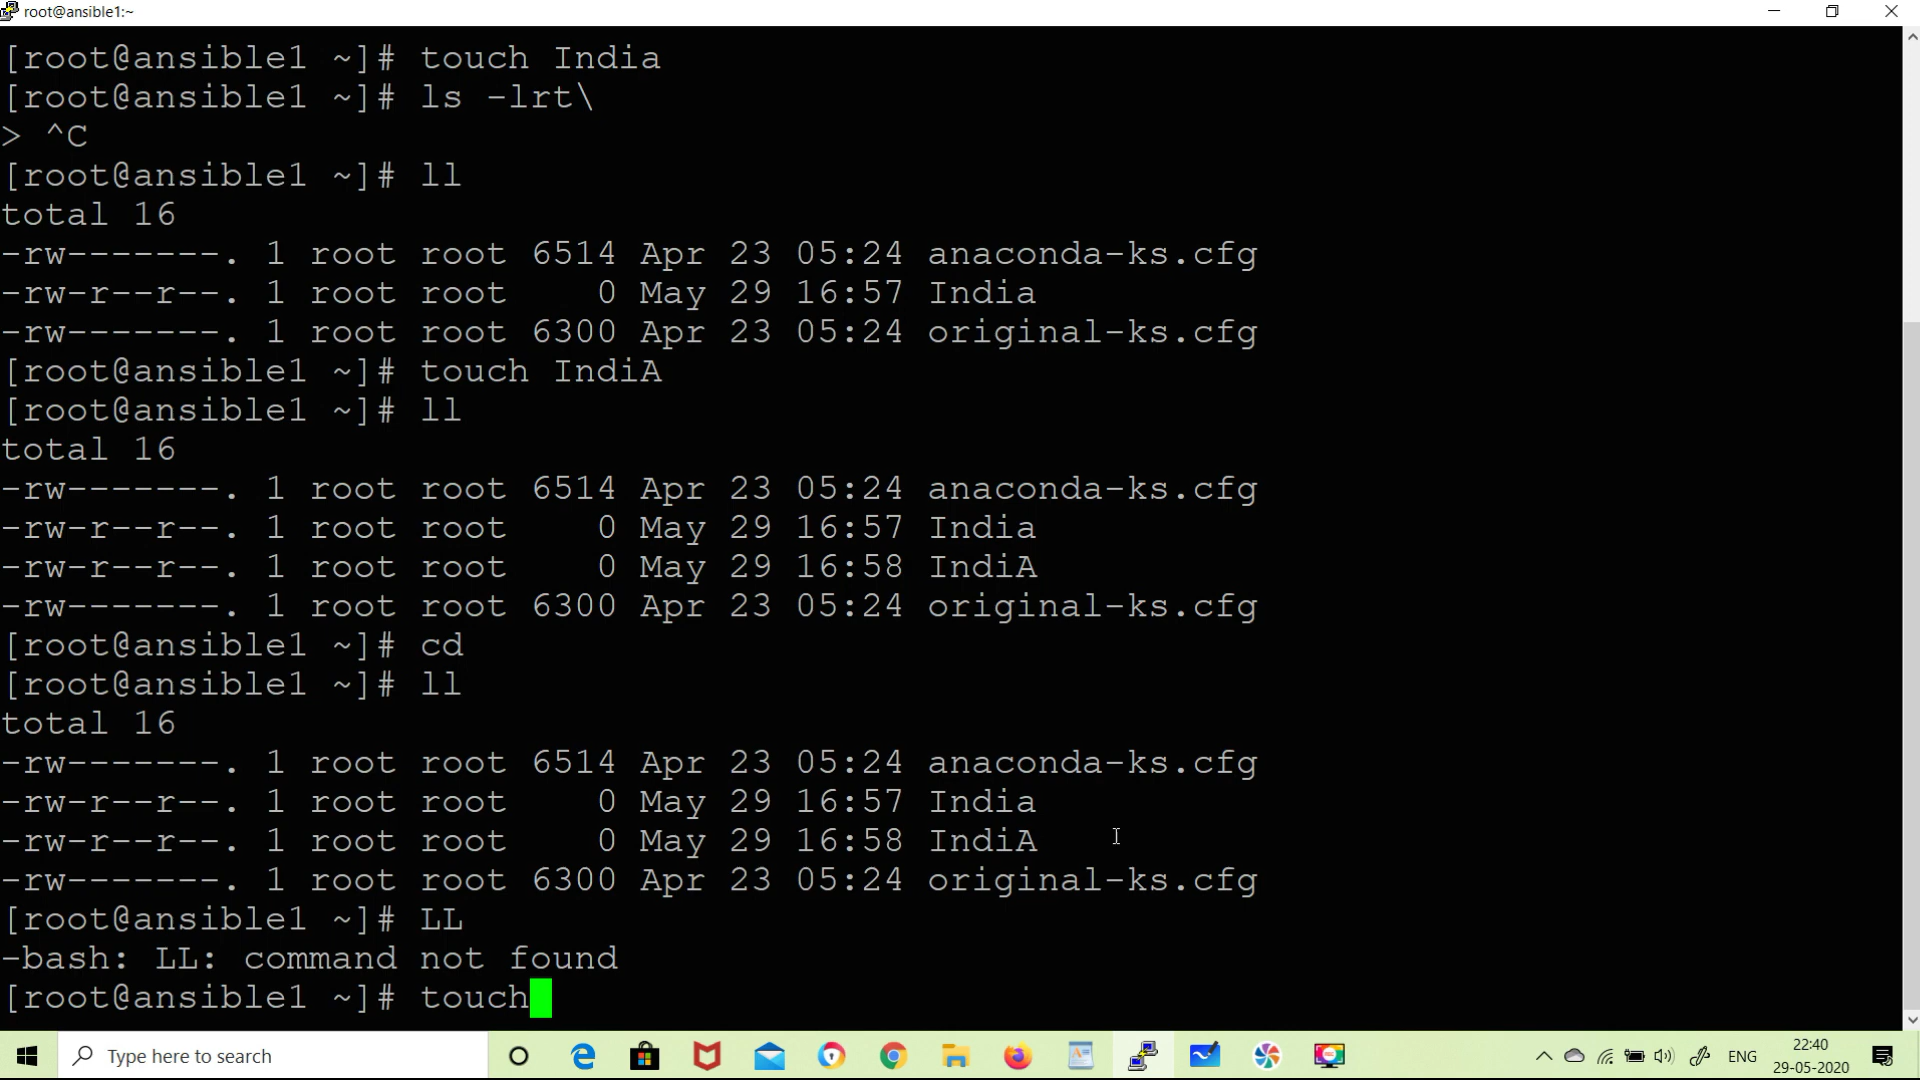 root@ansible1:~
[root@ansible1 ~]# touch India
[root@ansible1 ~]# ls -lrt\
> ^C
[root@ansible1 ~]# ll
total 16
-rw-------. 1 root root 6514 Apr 23 05:24 anaconda-ks.cfg
-rw-r--r--. 1 root root    0 May 29 16:57 India
-rw-------. 1 root root 6300 Apr 23 05:24 original-ks.cfg
[root@ansible1 ~]# touch IndiA
[root@ansible1 ~]# ll
total 16
-rw-------. 1 root root 6514 Apr 23 05:24 anaconda-ks.cfg
-rw-r--r--. 1 root root    0 May 29 16:57 India
-rw-r--r--. 1 root root    0 May 29 16:58 IndiA
-rw-------. 1 root root 6300 Apr 23 05:24 original-ks.cfg
[root@ansible1 ~]# cd
[root@ansible1 ~]# ll
total 16
-rw-------. 1 root root 6514 Apr 23 05:24 anaconda-ks.cfg
-rw-r--r--. 1 root root    0 May 29 16:57 India
-rw-r--r--. 1 root root    0 May 29 16:58 IndiA
-rw-------. 1 root root 6300 Apr 23 05:24 original-ks.cfg
[root@ansible1 ~]# LL
-bash: LL: command not found
[root@ansible1 ~]# touch
Type here to search
ENG
22:40
29-05-2020